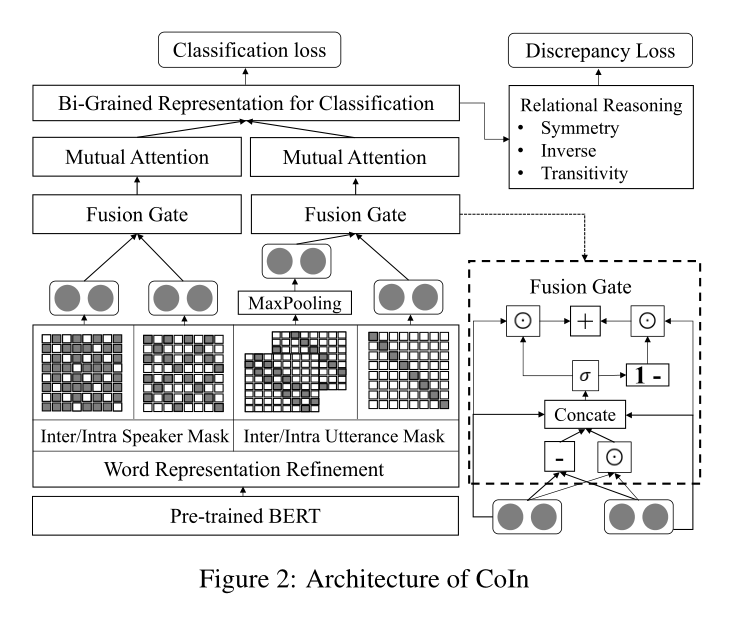 Classification loss
Discrepancy Loss
Bi-Grained Representation for Classification
Relational Reasoning
• Symmetry
• Inverse
• Transitivity
Mutual Attention
Mutual Attention
Fusion Gate
Fusion Gate
MaxPooling
Fusion Gate
⊙
+
⊙
σ
1 -
Concate
-
⊙
Inter/Intra Speaker Mask
Inter/Intra Utterance Mask
Word Representation Refinement
Pre-trained BERT
Figure 2: Architecture of CoIn